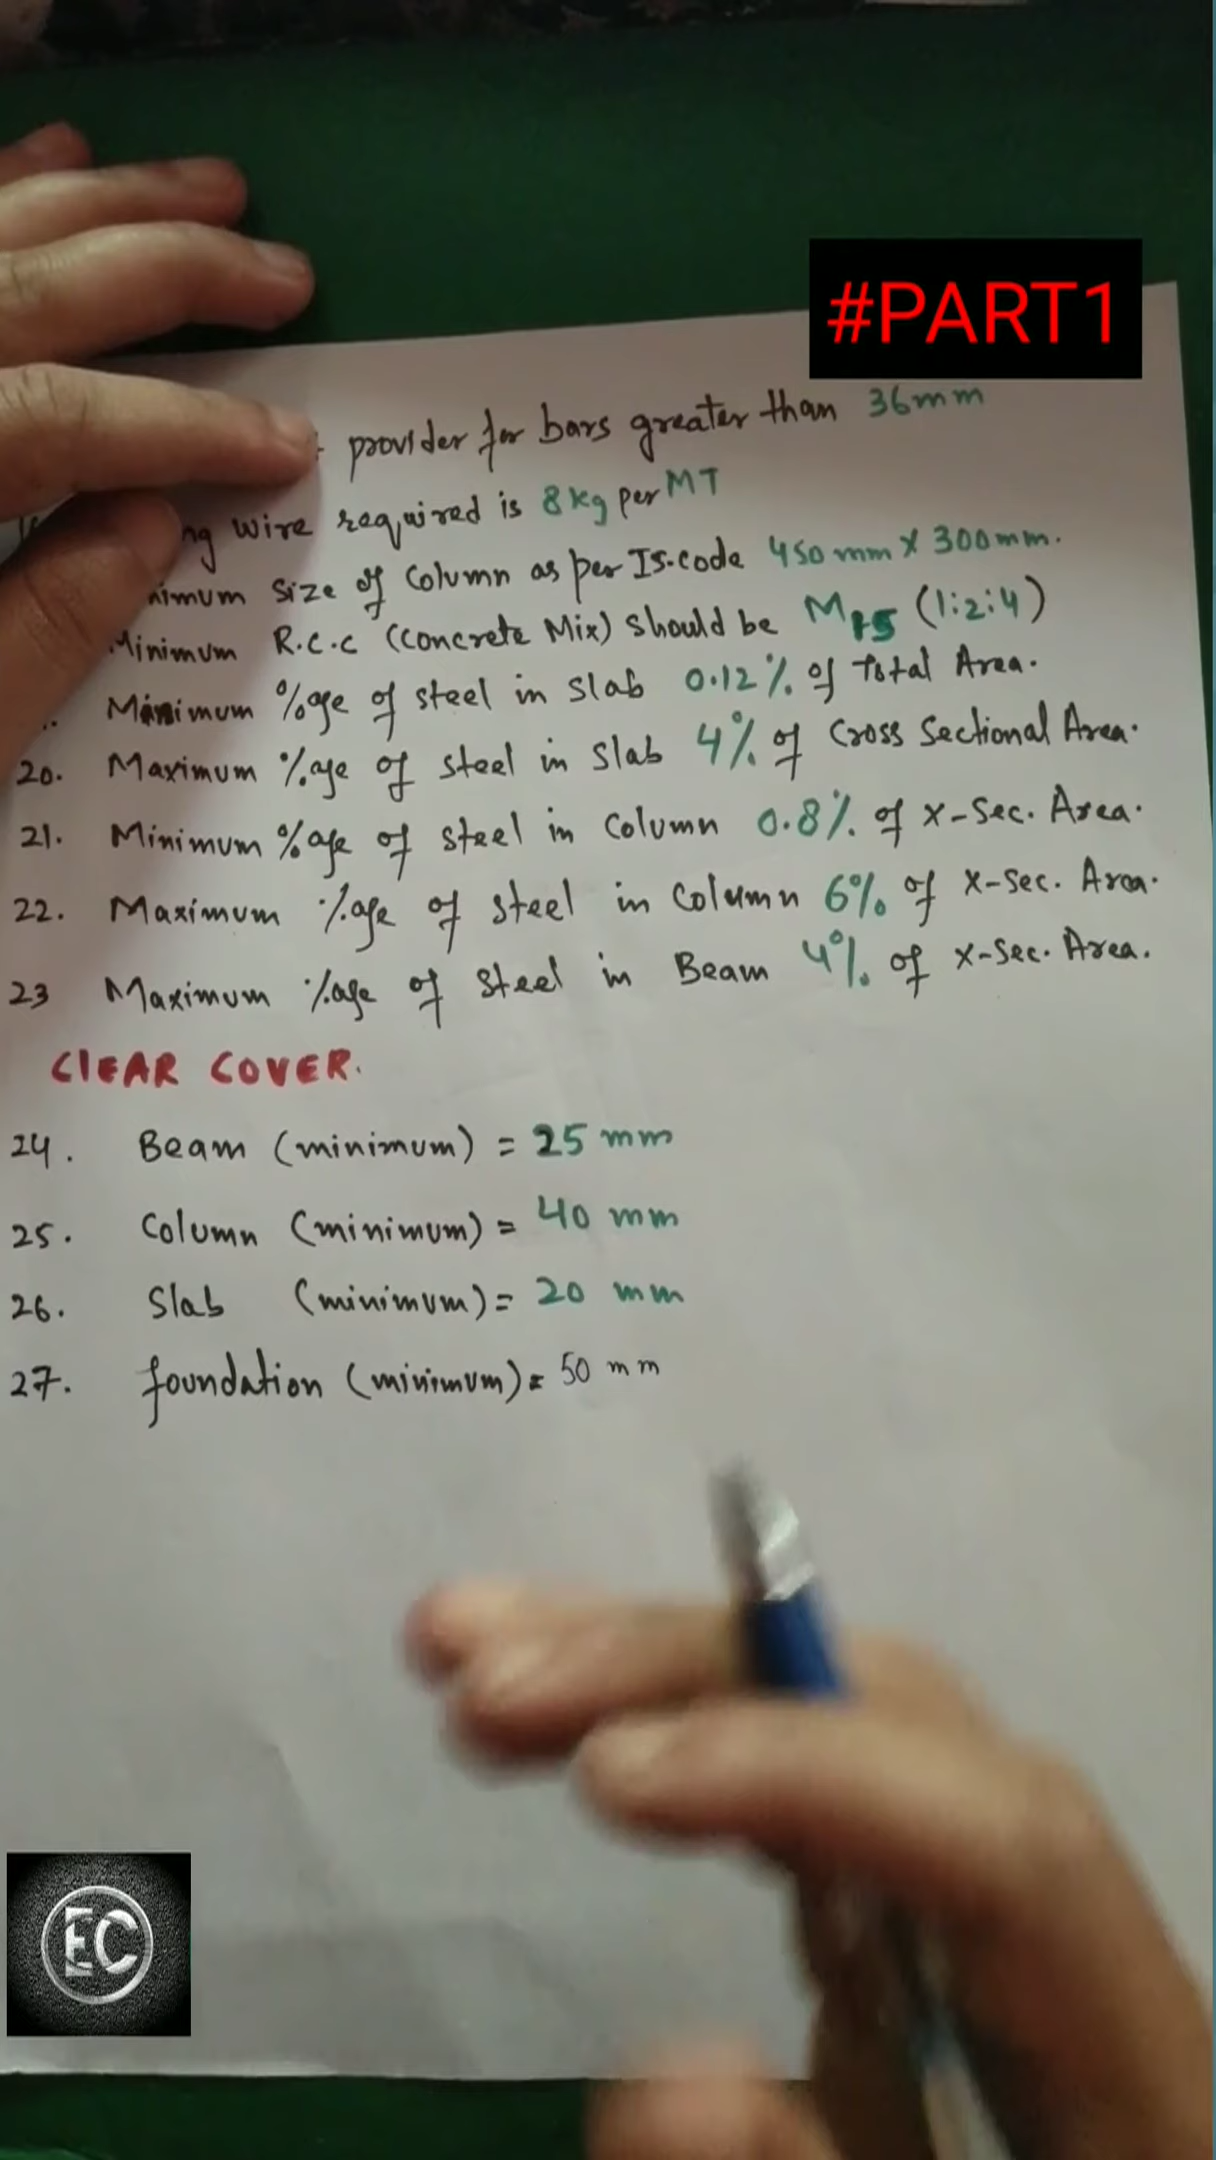 #PART1
provider for bars greater than 36mm
wire required is 8kg per MT
Size of Column as per IS-code 450 mm X 300mm.
Minimum R.C.C (Concrete Mix) should be M15 (1:2:4)
Minimum %age of steel in slab 0.12% of Total Area.
20. Maximum %age of steel in slab 4% of Cross Sectional Area.
21. Minimum %age of steel in Column 0.8% of X-Sec. Area.
22. Maximum %age of steel in Column 6% of X-sec. Area.
23 Maximum %age of steel in Beam 4% of X-Sec. Area.
ClEAR COVER.
24. Beam (minimum) = 25 mm
25. Column (minimum) = 40 mm
26. Slab (minimum) = 20 mm
27. foundation (minimum) = 50 mm
EC